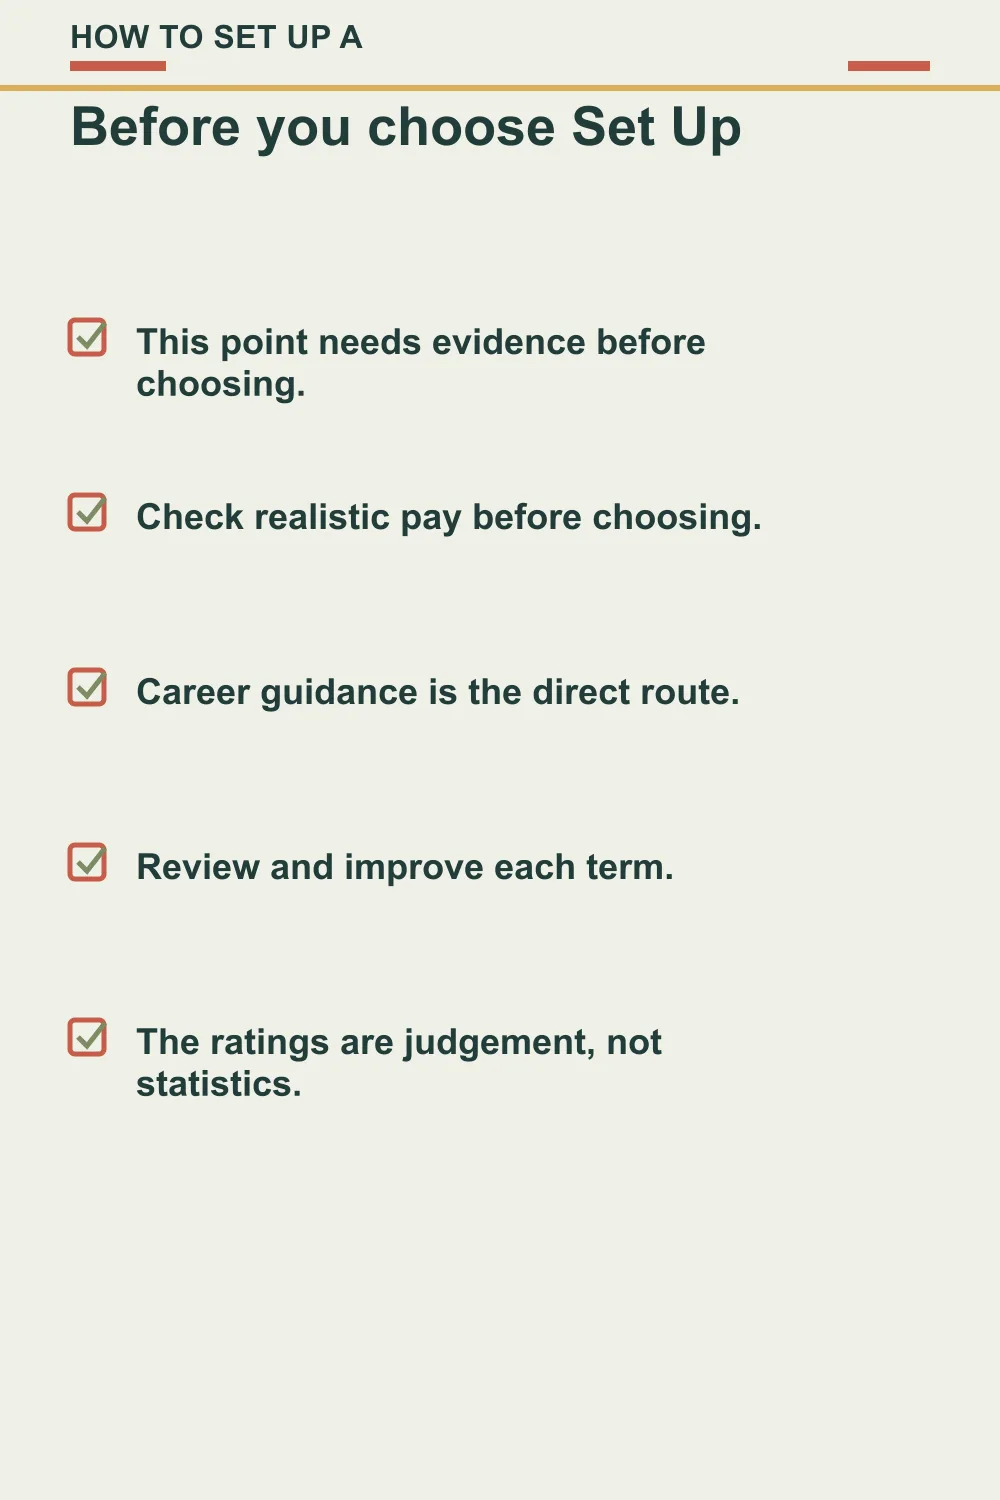 HOW TO SET UP A
Before you choose Set Up
This point needs evidence before
choosing.
Check realistic pay before choosing.
Career guidance is the direct route.
Review and improve each term.
The ratings are judgement, not
statistics.